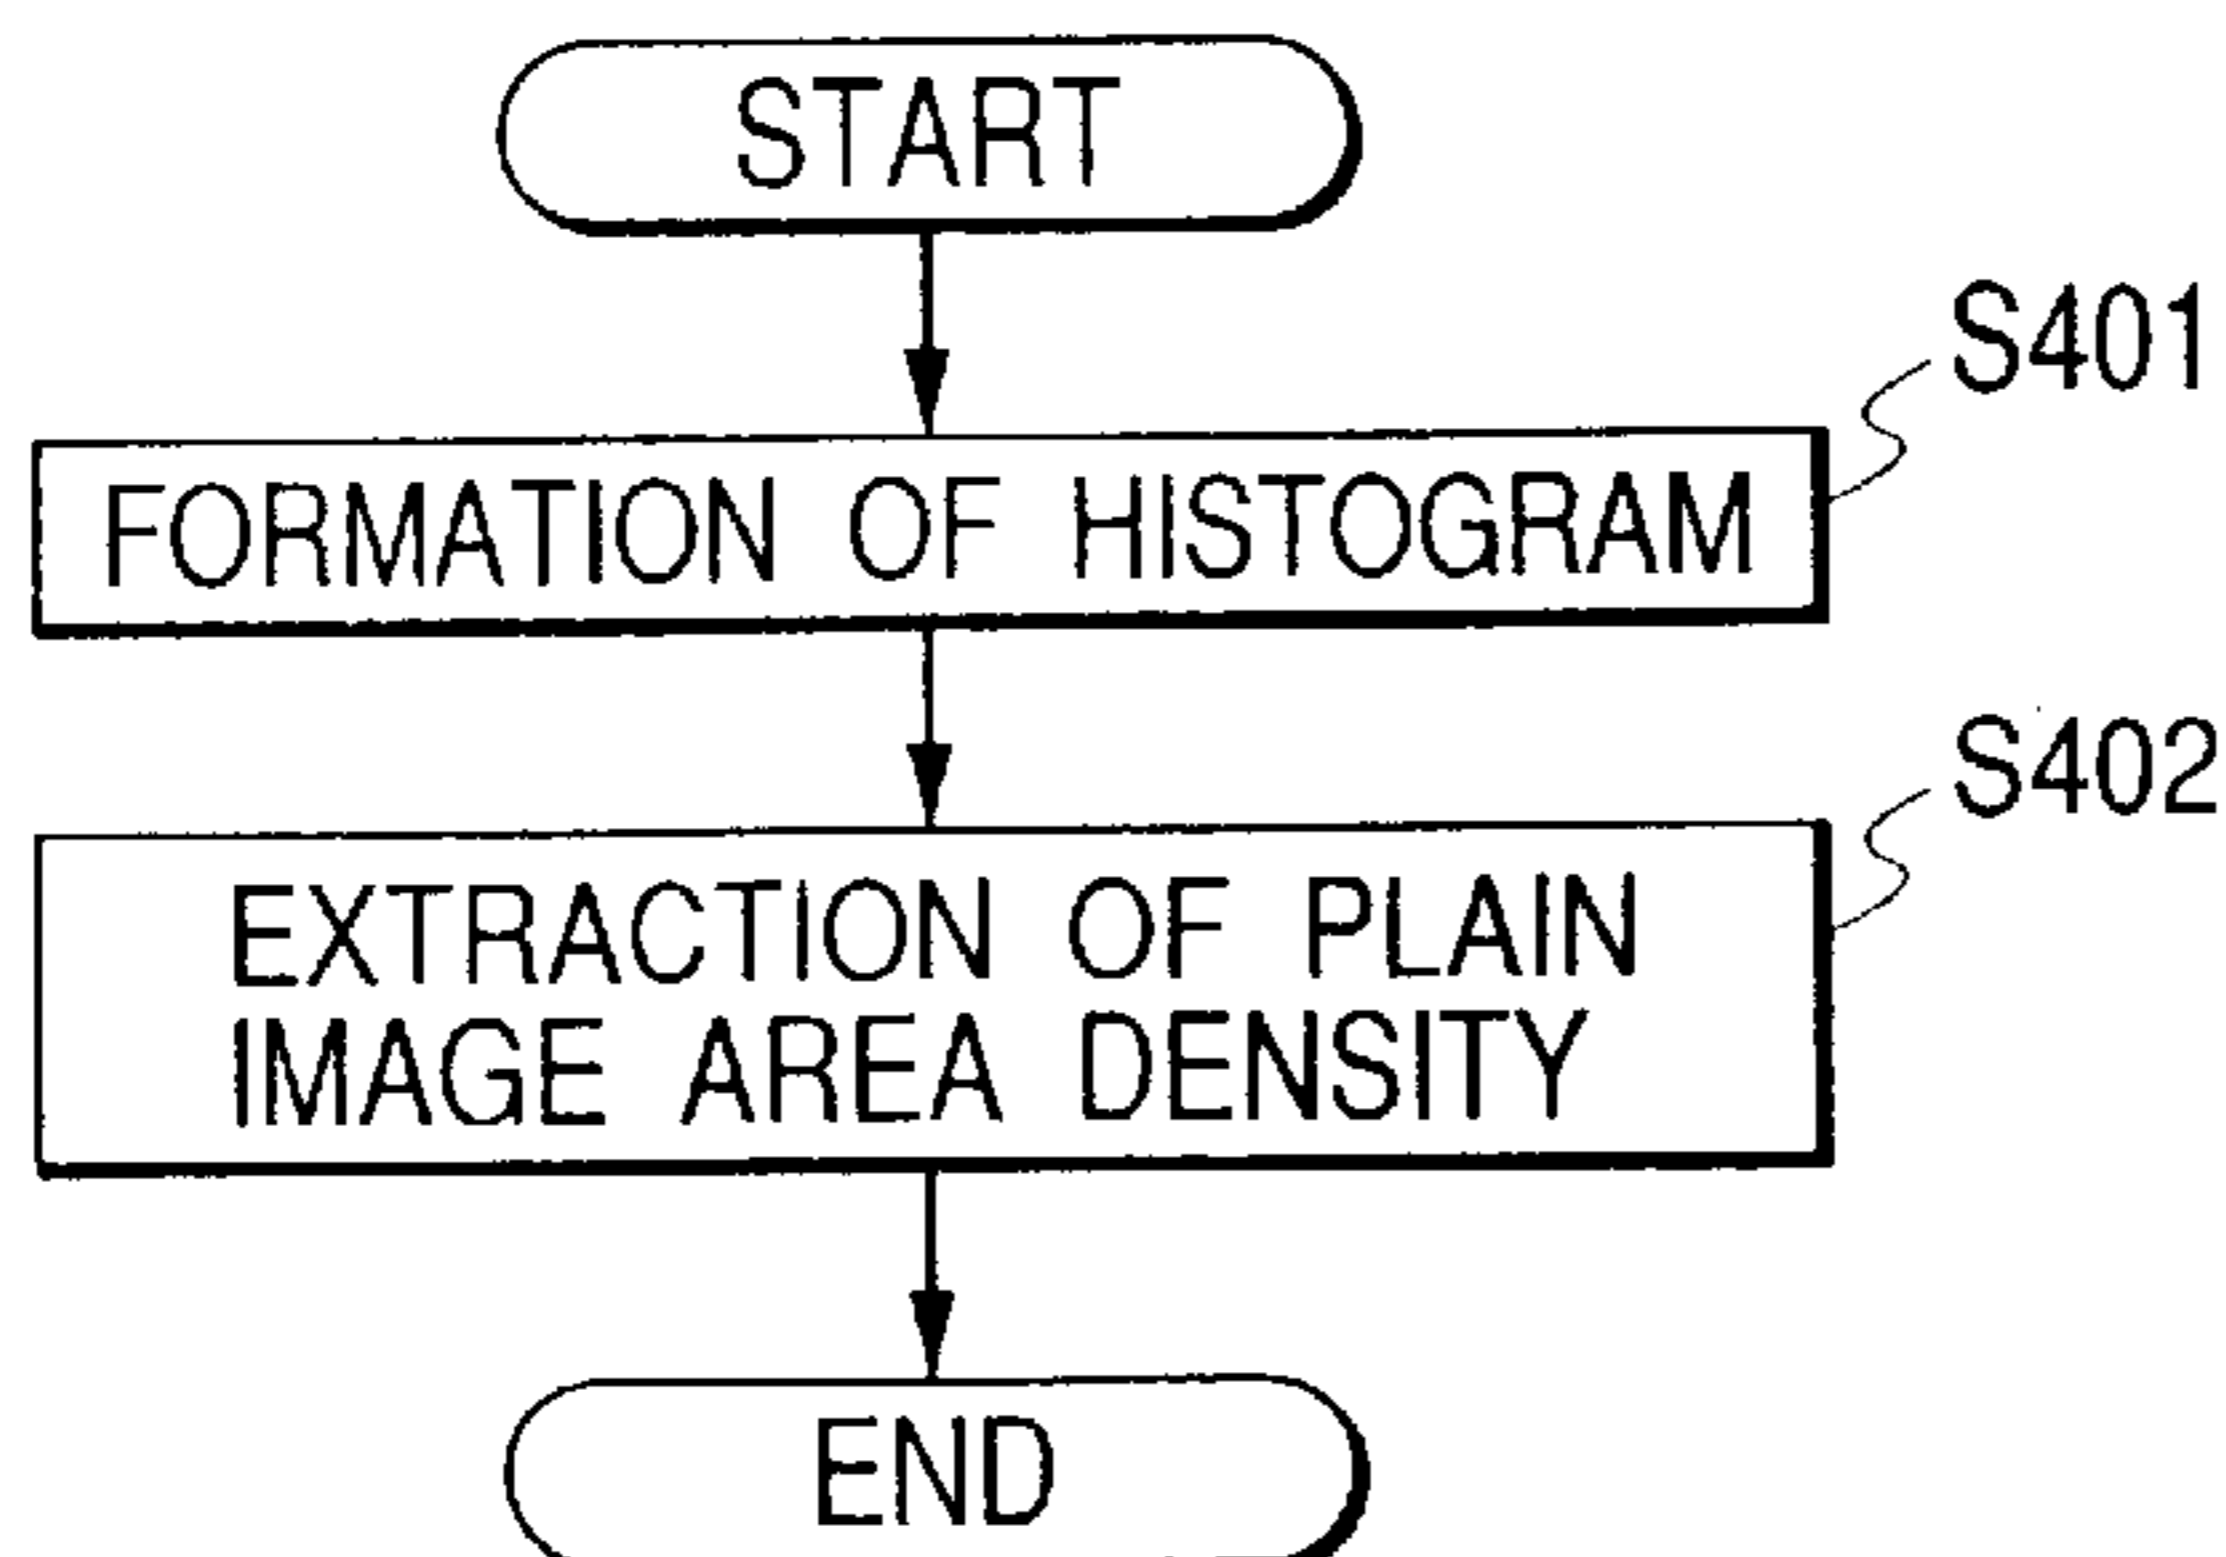 START
S401
FORMATION OF HISTOGRAM
S402
EXTRACTION OF PLAIN
IMAGE AREA DENSITY
END